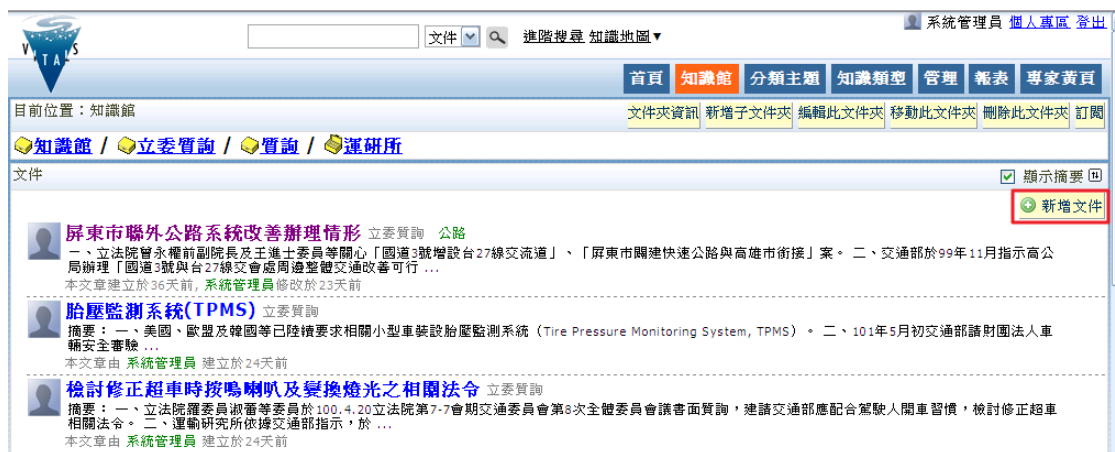 VITALS
文件 進階搜尋 知識地圖▼ 系統管理員 個人專區 登出
首頁 知識館 分類主題 知識類型 管理 報表 專家黃頁
目前位置：知識館 文件夾資訊 新增子文件夾 編輯此文件夾 移動此文件夾 刪除此文件夾 訂閱
知識館 / 立委質詢 / 質詢 / 運研所
文件 顯示摘要
新增文件
屏東市聯外公路系統改善辦理情形 立委質詢 公路
一、立法院曾永權前副院長及王進士委員等關心「國道3號增設台27線交流道」、「屏東市闢建快速公路與高雄市銜接」案。 二、交通部於99年11月指示高公
局辦理「國道3號與台27線交會處周邊整體交通改善可行 ...
本文章建立於36天前, 系統管理員修改於23天前
胎壓監測系統(TPMS) 立委質詢
摘要： 一、美國、歐盟及韓國等已陸續要求相關小型車裝設胎壓監測系統（Tire Pressure Monitoring System, TPMS）。 二、101年5月初交通部請財團法人車
輛安全審驗 ...
本文章由 系統管理員 建立於24天前
檢討修正超車時按鳴喇叭及變換燈光之相關法令 立委質詢
摘要： 一、立法院羅委員淑蕾等委員於100.4.20立法院第7-7會期交通委員會第8次全體委員會議書面質詢，建請交通部應配合駕駛人開車習慣，檢討修正超車
相關法令。 二、運輸研究所依據交通部指示，於 ...
本文章由 系統管理員 建立於24天前